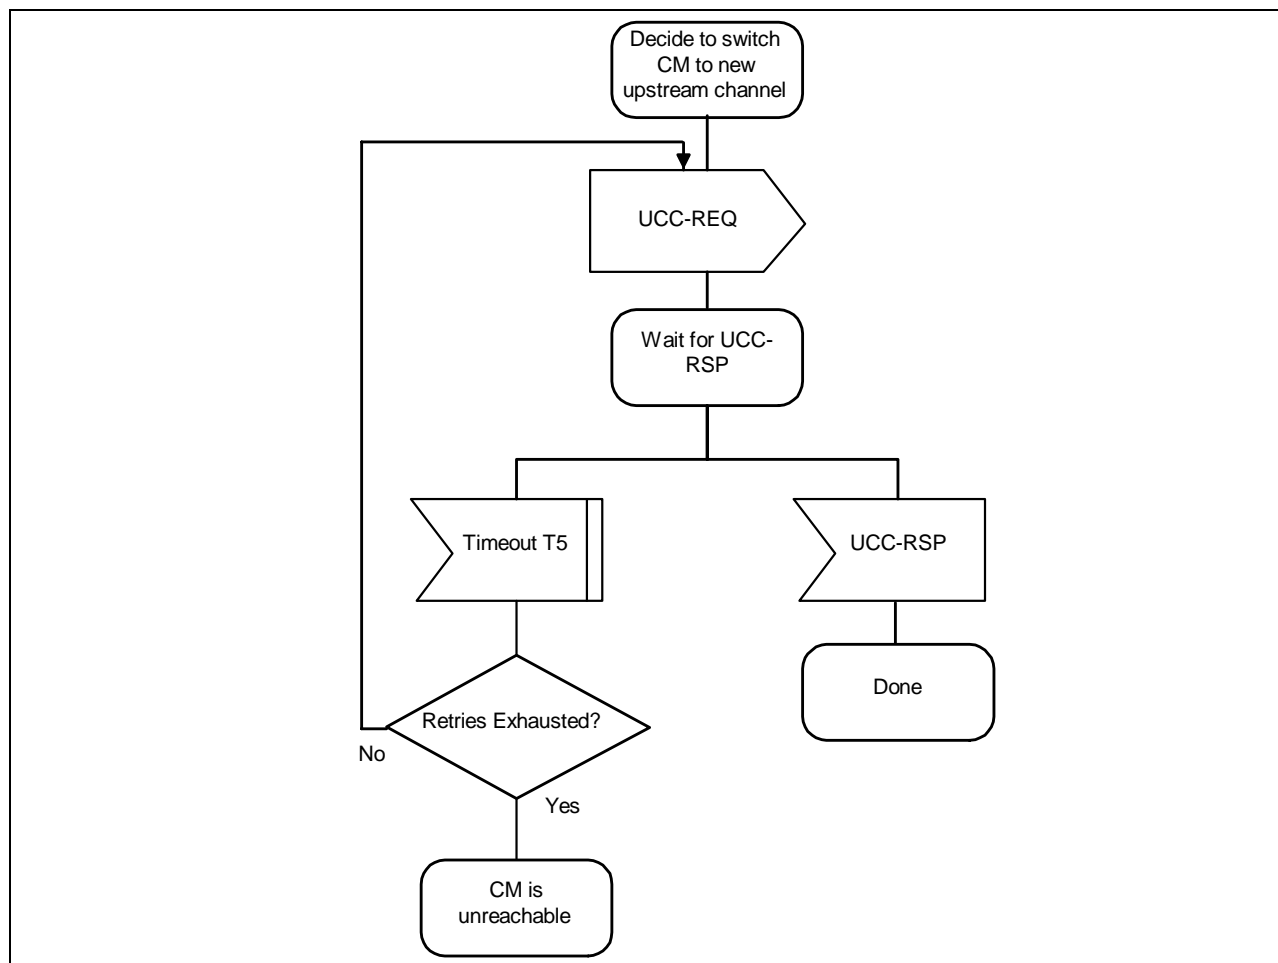 Decide to switch
CM to new
upstream channel
UCC-REQ
Wait for UCC-
RSP
Timeout T5
UCC-RSP
Retries Exhausted?
Done
No
Yes
CM is
unreachable